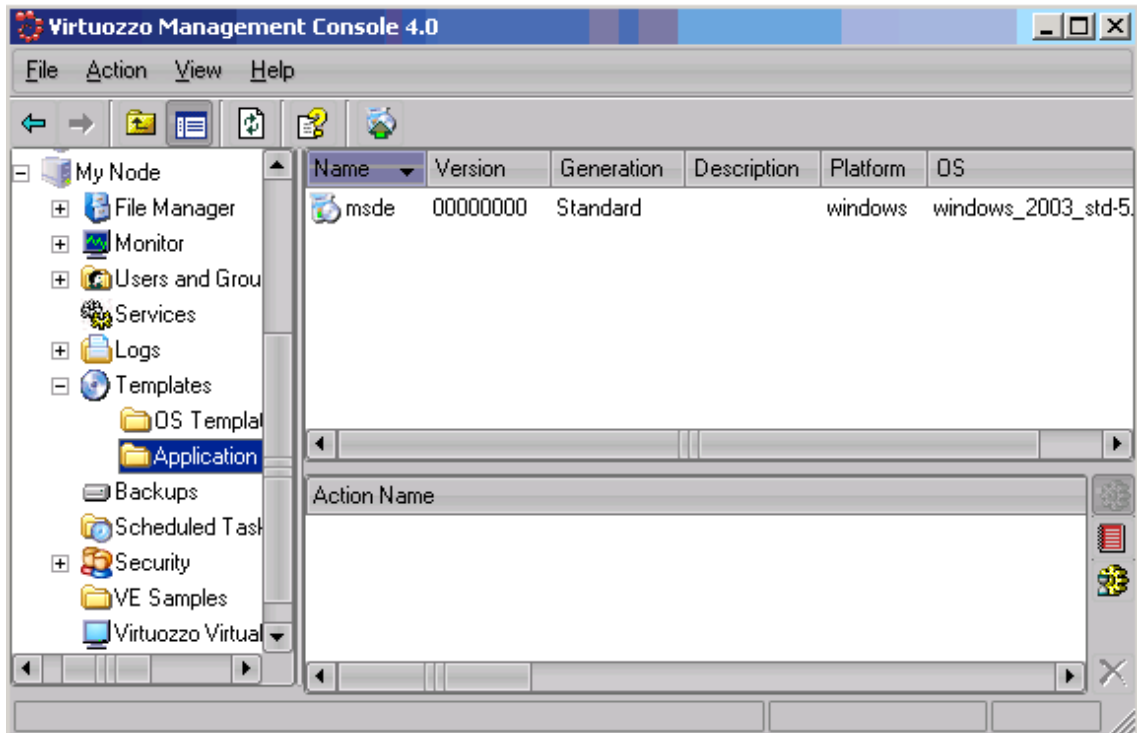 Virtuozzo Management Console 4.0
File Action View Help
My Node
File Manager
Monitor
Users and Grou
Services
Logs
Templates
OS Templat
Application
Backups
Scheduled Task
Security
VE Samples
Virtuozzo Virtual
Name Version Generation Description Platform OS
msde 00000000 Standard windows windows_2003_std-5.
Action Name